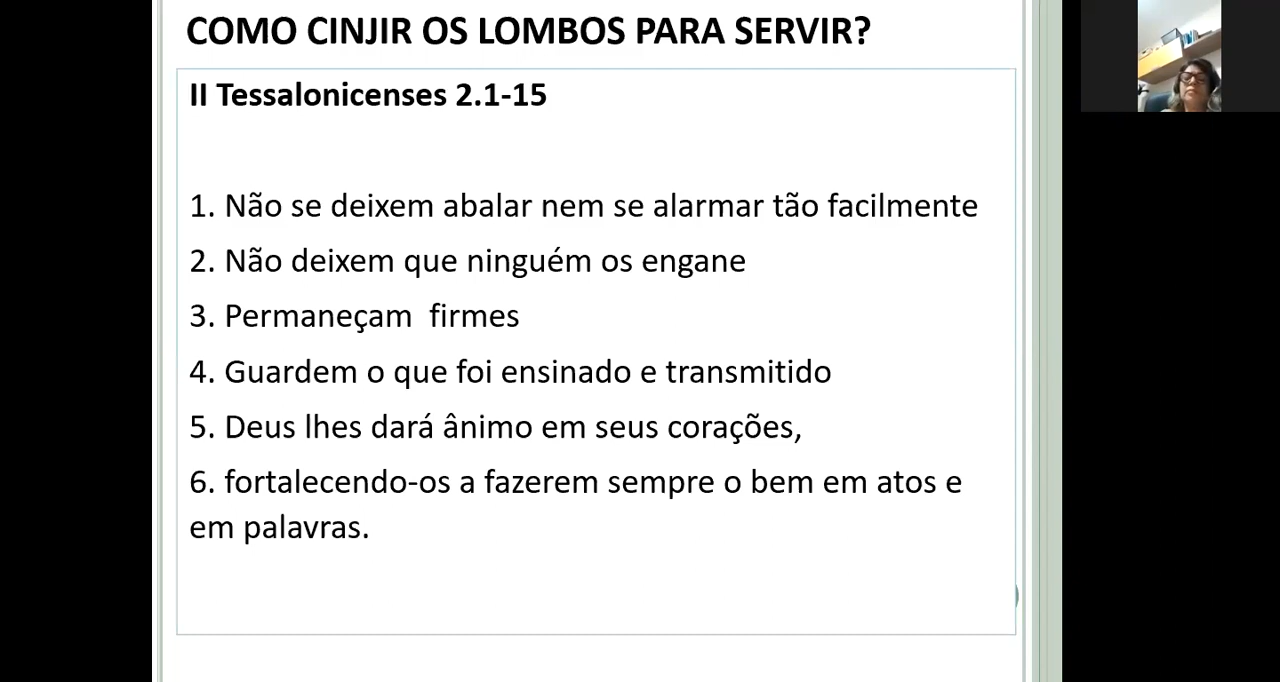 COMO CINJIR OS LOMBOS PARA SERVIR?
II Tessalonicenses 2.1-15
1. Não se deixem abalar nem se alarmar tão facilmente
2. Não deixem que ninguém os engane
3. Permaneçam  firmes
4. Guardem o que foi ensinado e transmitido
5. Deus lhes dará ânimo em seus corações,
6. fortalecendo-os a fazerem sempre o bem em atos e
em palavras.